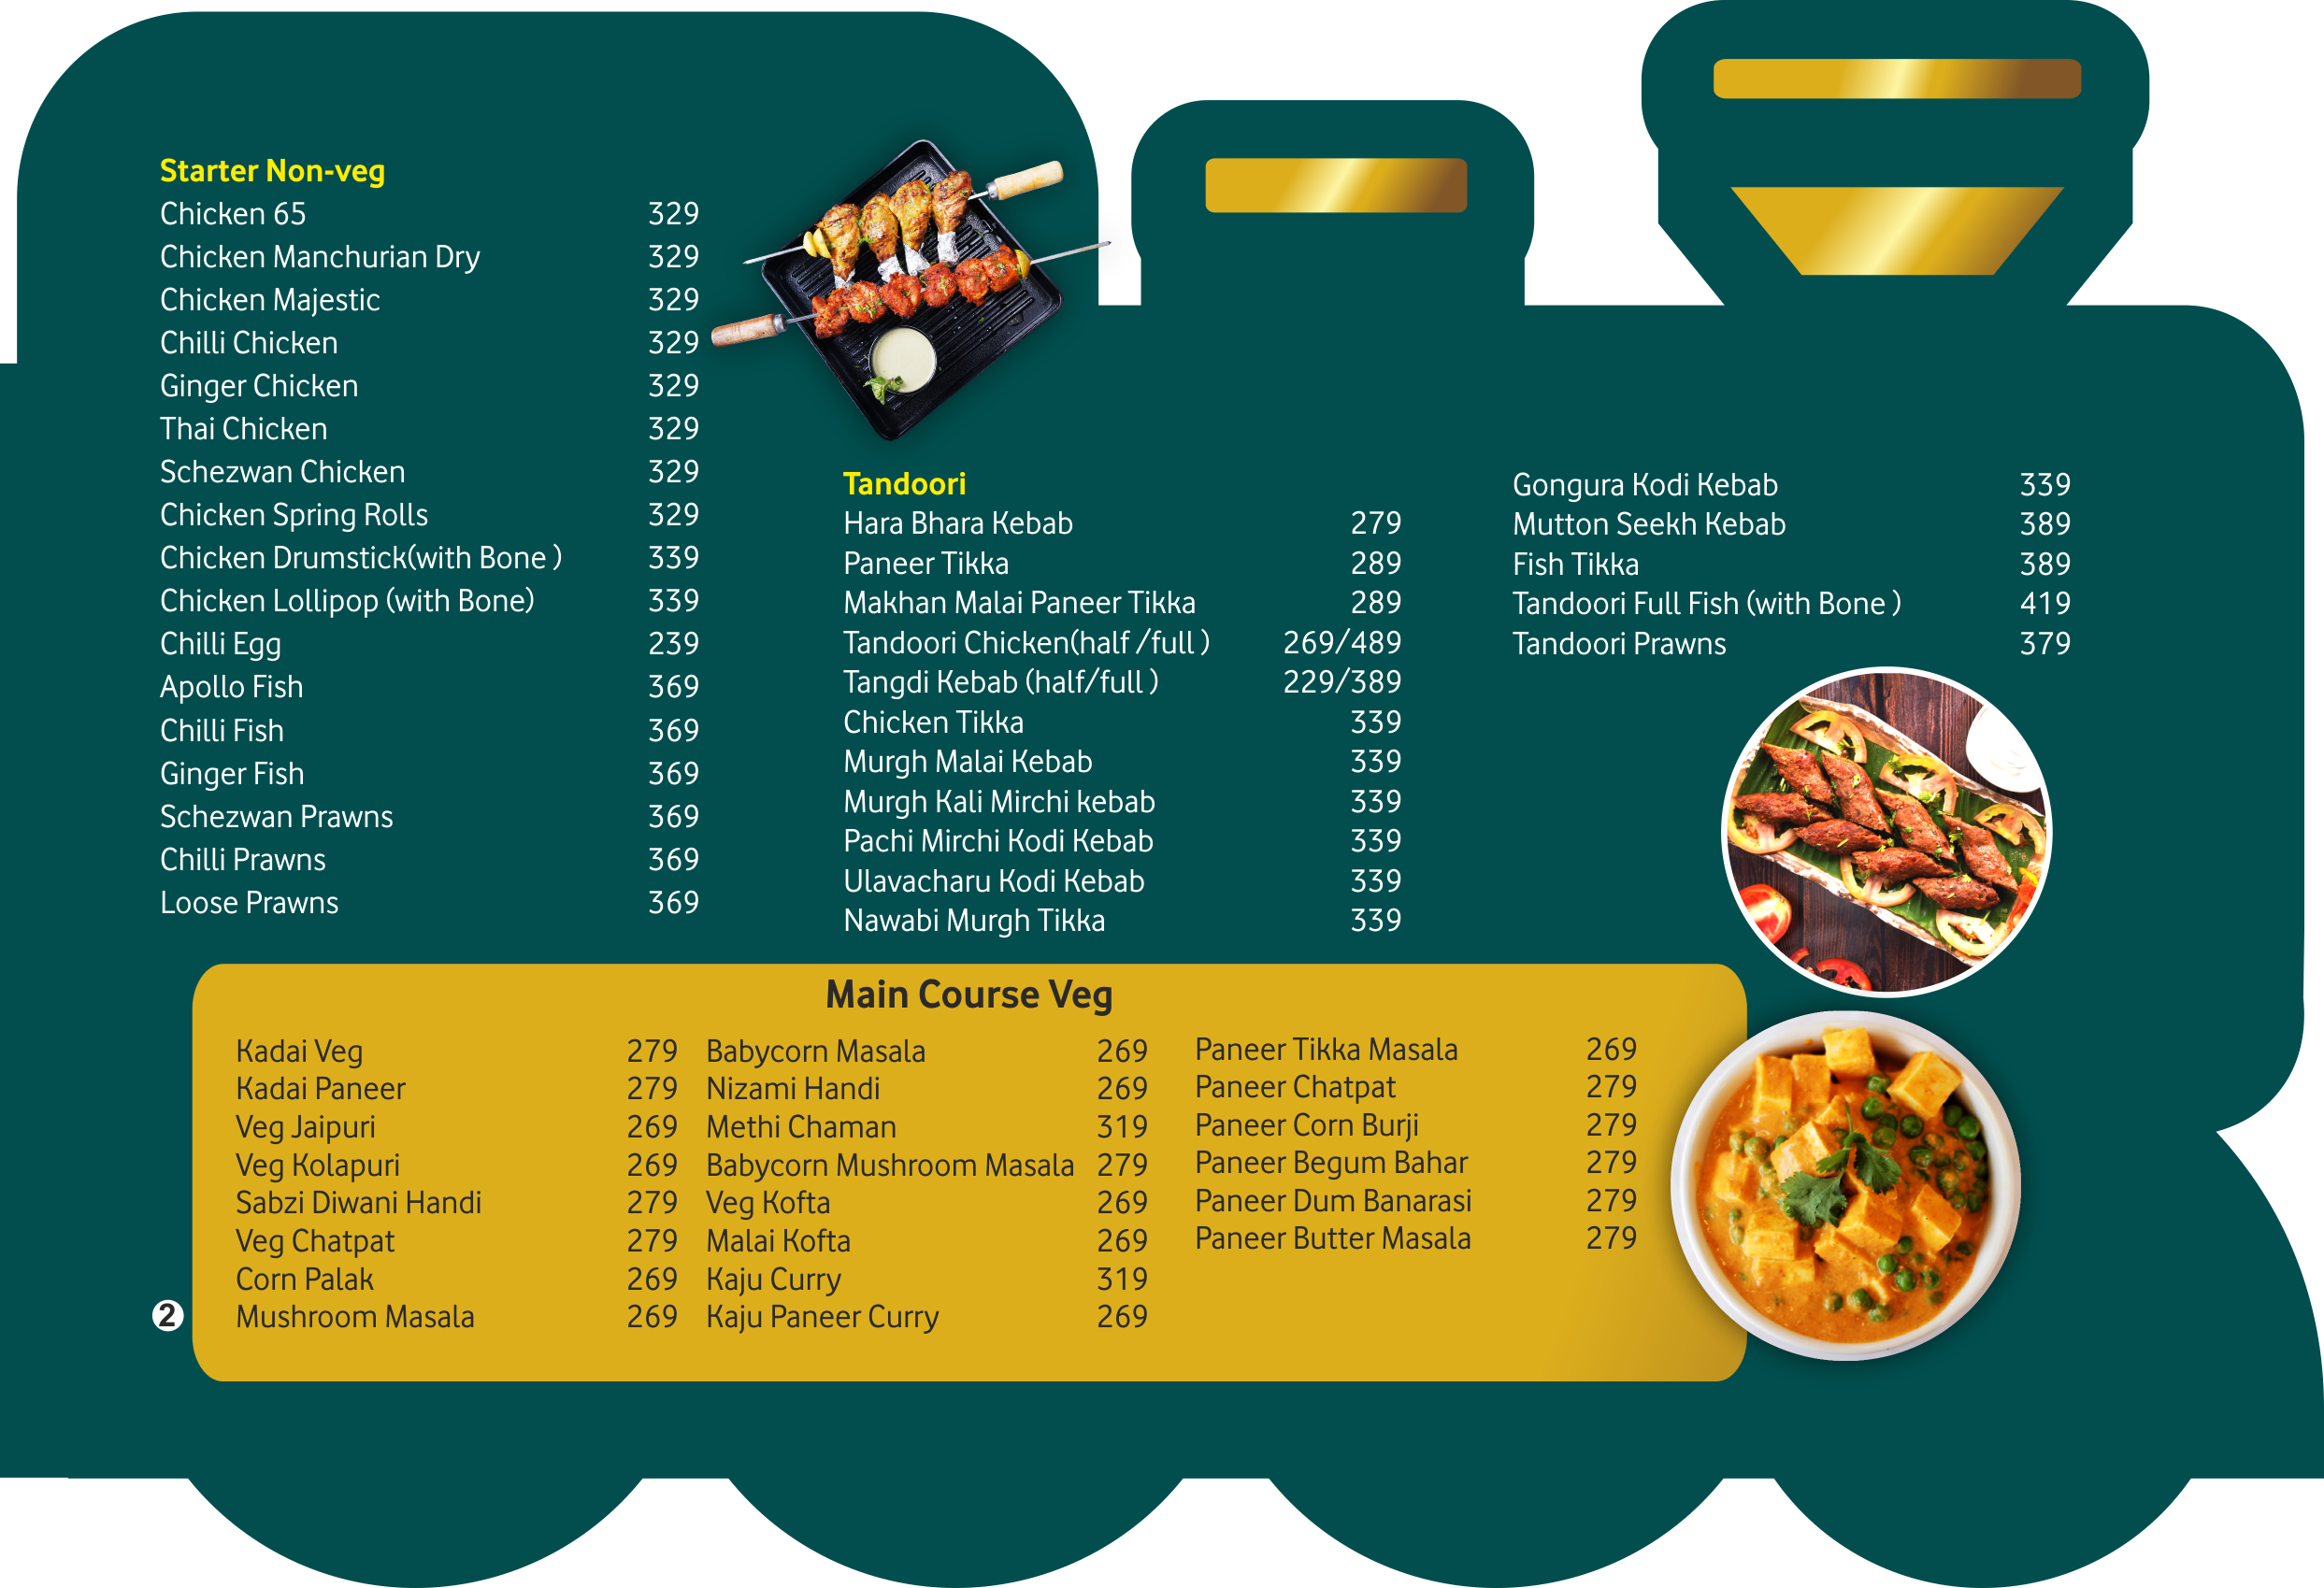 Starter Non-veg
Chicken 65 329
Chicken Manchurian Dry 329
Chicken Majestic 329
Chilli Chicken 329
Ginger Chicken 329
Thai Chicken 329
Schezwan Chicken 329
Chicken Spring Rolls 329
Chicken Drumstick(with Bone ) 339
Chicken Lollipop (with Bone) 339
Chilli Egg 239
Apollo Fish 369
Chilli Fish 369
Ginger Fish 369
Schezwan Prawns 369
Chilli Prawns 369
Loose Prawns 369
Tandoori
Hara Bhara Kebab 279
Paneer Tikka 289
Makhan Malai Paneer Tikka 289
Tandoori Chicken(half /full ) 269/489
Tangdi Kebab (half/full ) 229/389
Chicken Tikka 339
Murgh Malai Kebab 339
Murgh Kali Mirchi kebab 339
Pachi Mirchi Kodi Kebab 339
Ulavacharu Kodi Kebab 339
Nawabi Murgh Tikka 339
Gongura Kodi Kebab 339
Mutton Seekh Kebab 389
Fish Tikka 389
Tandoori Full Fish (with Bone ) 419
Tandoori Prawns 379
Main Course Veg
Kadai Veg 279
Kadai Paneer 279
Veg Jaipuri 269
Veg Kolapuri 269
Sabzi Diwani Handi 279
Veg Chatpat 279
Corn Palak 269
Mushroom Masala 269
Babycorn Masala 269
Nizami Handi 269
Methi Chaman 319
Babycorn Mushroom Masala 279
Veg Kofta 269
Malai Kofta 269
Kaju Curry 319
Kaju Paneer Curry 269
Paneer Tikka Masala 269
Paneer Chatpat 279
Paneer Corn Burji 279
Paneer Begum Bahar 279
Paneer Dum Banarasi 279
Paneer Butter Masala 279
2